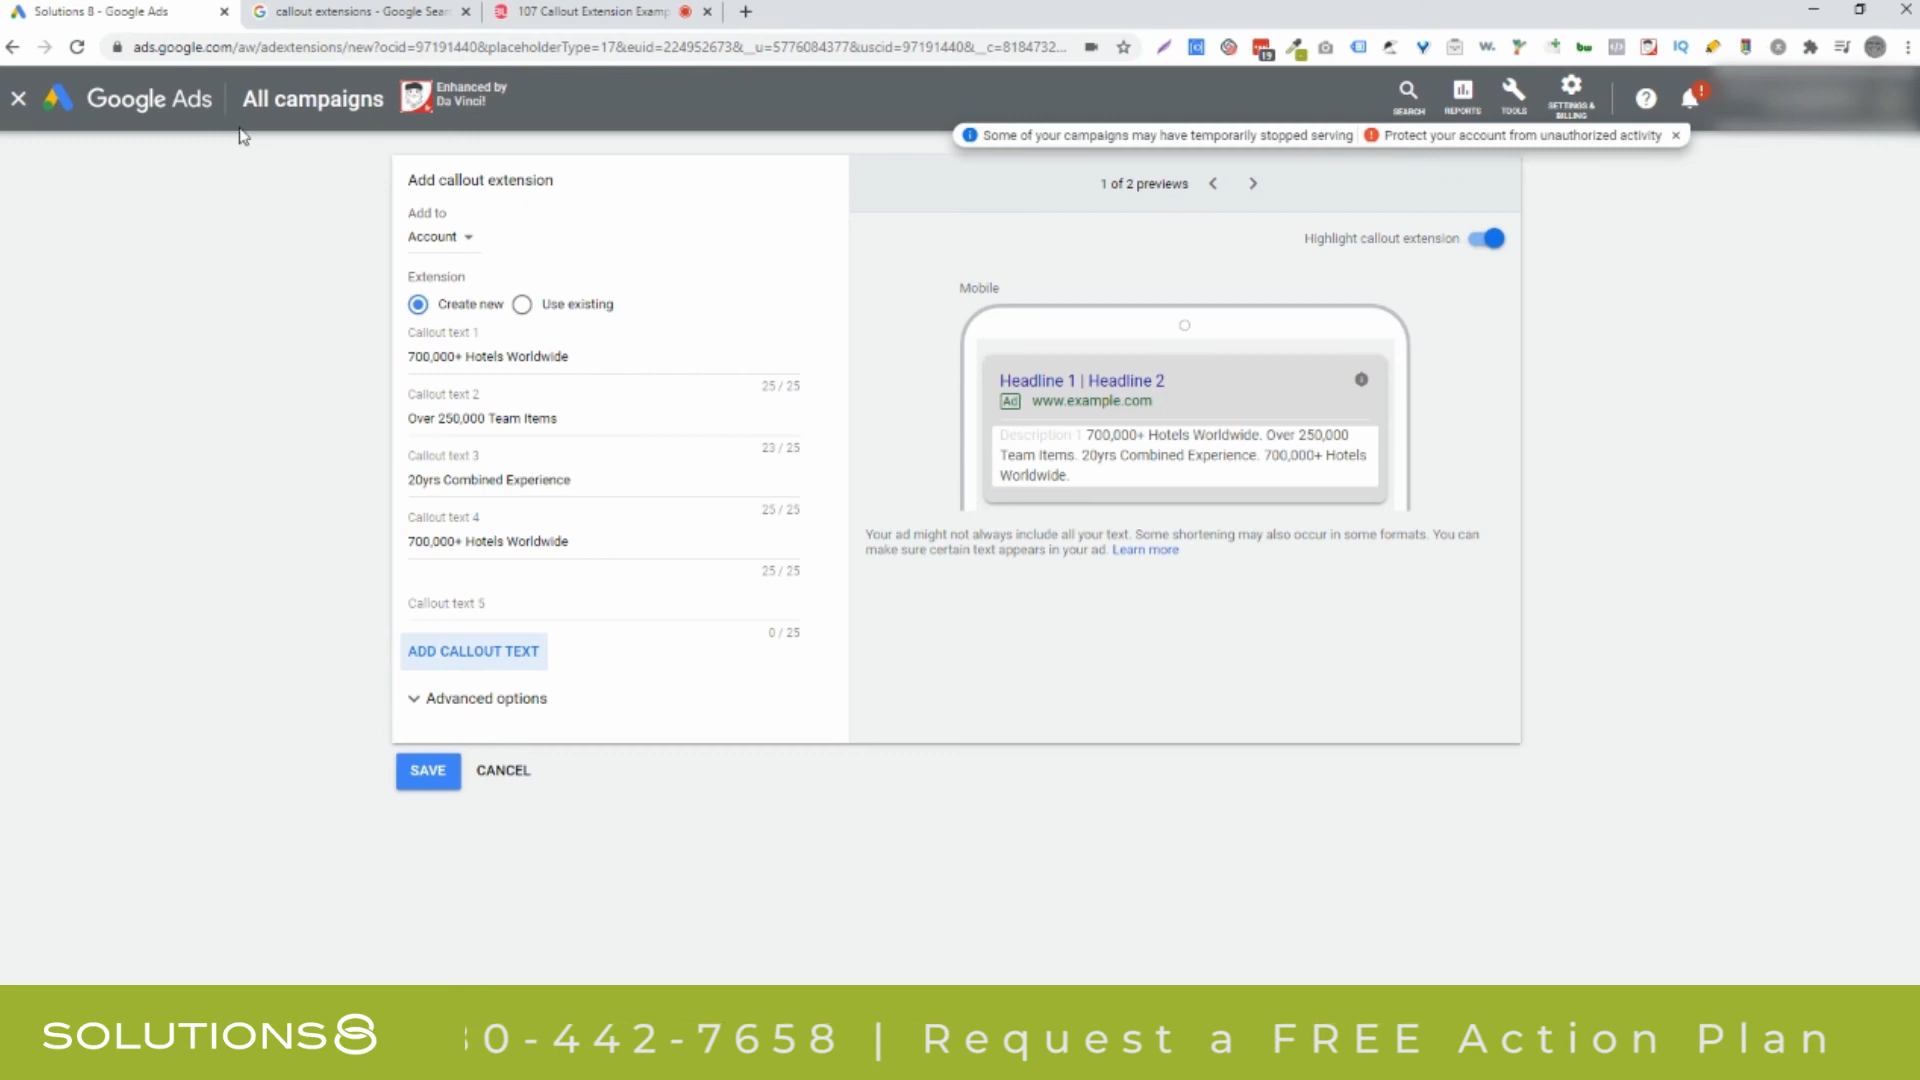 Solutions 8 - Google Ads
callout extensions - Google Sear
107 Callout Extension Examp
ads.google.com/aw/adextensions/new?ocid=97191440&placeholderType=17&euid=224952673&__u=5776084377&uscid=97191440&__c=8184732...
19
W.
bw
IQ
Google Ads
All campaigns
Enhanced by
Da Vinci!
SEARCH
REPORTS
TOOLS
SETTINGS &
BILLING
Some of your campaigns may have temporarily stopped serving
Protect your account from unauthorized activity
Add callout extension
Add to
Account
Extension
Create new
Use existing
Callout text 1
700,000+ Hotels Worldwide
25 / 25
Callout text 2
Over 250,000 Team Items
23 / 25
Callout text 3
20yrs Combined Experience
25 / 25
Callout text 4
700,000+ Hotels Worldwide
25 / 25
Callout text 5
0 / 25
ADD CALLOUT TEXT
Advanced options
SAVE
CANCEL
1 of 2 previews
Highlight callout extension
Mobile
Headline 1 | Headline 2
Ad www.example.com
Description 1 700,000+ Hotels Worldwide. Over 250,000
Team Items. 20yrs Combined Experience. 700,000+ Hotels
Worldwide.
Your ad might not always include all your text. Some shortening may also occur in some formats. You can
make sure certain text appears in your ad. Learn more
SOLUTIONS8
0-442-7658 | Request a FREE Action Plan